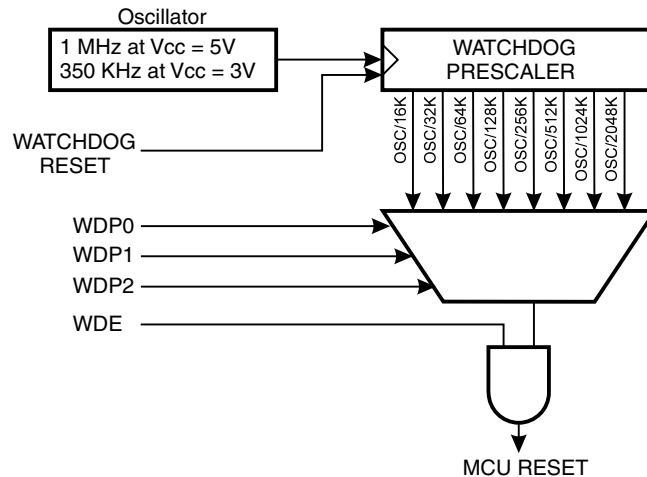 Oscillator
1 MHz at Vcc = 5V
350 KHz at Vcc = 3V
WATCHDOG
PRESCALER
WATCHDOG
RESET
OSC/16K
OSC/32K
OSC/64K
OSC/128K
OSC/256K
OSC/512K
OSC/1024K
OSC/2048K
WDP0
WDP1
WDP2
WDE
MCU RESET